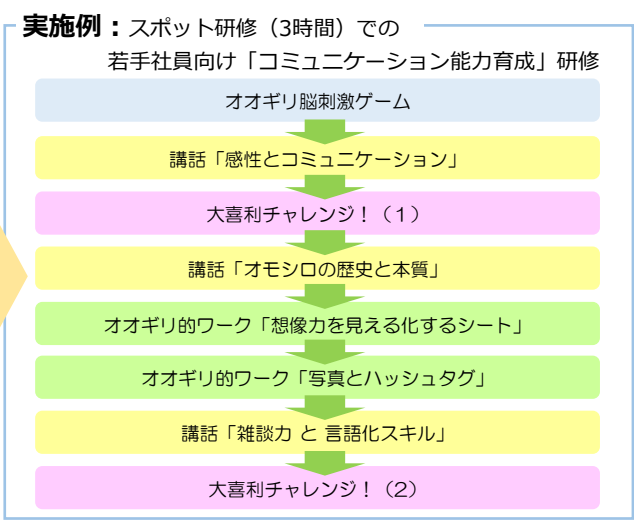 実施例：スポット研修（3時間）での
若手社員向け「コミュニケーション能力育成」研修
オオギリ脳刺激ゲーム
講話「感性とコミュニケーション」
大喜利チャレンジ！（１）
講話「オモシロの歴史と本質」
オオギリ的ワーク「想像力を見える化するシート」
オオギリ的ワーク「写真とハッシュタグ」
講話「雑談力 と 言語化スキル」
大喜利チャレンジ！（２）